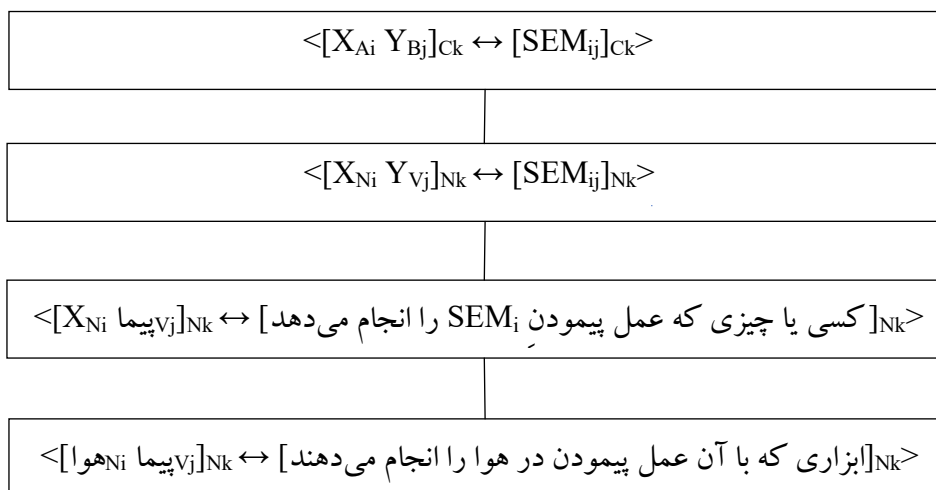 <[X_Ai Y_Bj]_Ck ↔ [SEM_ij]_Ck>
<[X_Ni Y_Vj]_Nk ↔ [SEM_ij]_Nk>
<[X_Ni پیما_Vj]_Nk ↔ [کسی یا چیزی که عمل پیمودنِ SEM_i را انجام می‌دهد]_Nk>
<[هوا_Ni پیما_Vj]_Nk ↔ [ابزاری که با آن عمل پیمودن در هوا را انجام می‌دهند]_Nk>